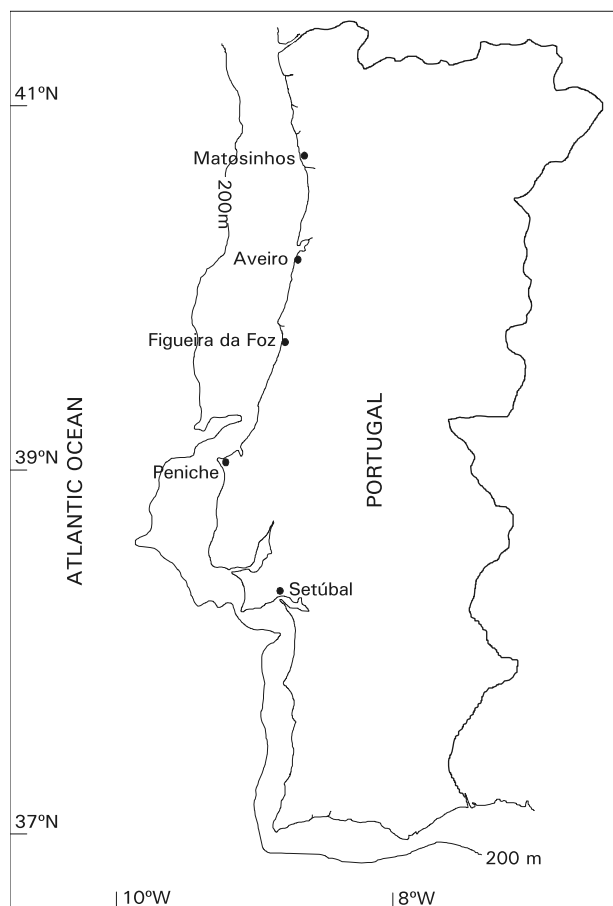 41ºN
Matosinhos
200m
Aveiro
Figueira da Foz
ATLANTIC OCEAN
PORTUGAL
39ºN
Peniche
Setúbal
37ºN
200 m
10ºW
8ºW